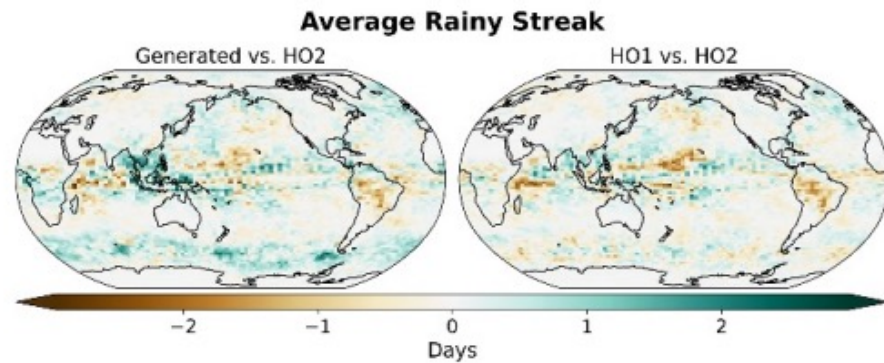 Average Rainy Streak
Generated vs. HO2 HO1 vs. HO2
−2 −1 0 1 2
Days